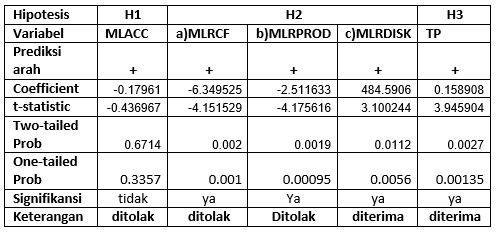 Hipotesis H1 H2 H3
Variabel MLACC a)MLRCF b)MLRPROD c)MLRDISK TP
Prediksi
arah + + + + +
Coefficient -0.17961 -6.349525 -2.511633 484.5906 0.158908
t-statistic -0.436967 -4.151529 -4.175616 3.100244 3.945904
Two-tailed
Prob 0.6714 0.002 0.0019 0.0112 0.0027
One-tailed
Prob 0.3357 0.001 0.00095 0.0056 0.00135
Signifikansi tidak ya Ya ya ya
Keterangan ditolak ditolak Ditolak diterima diterima